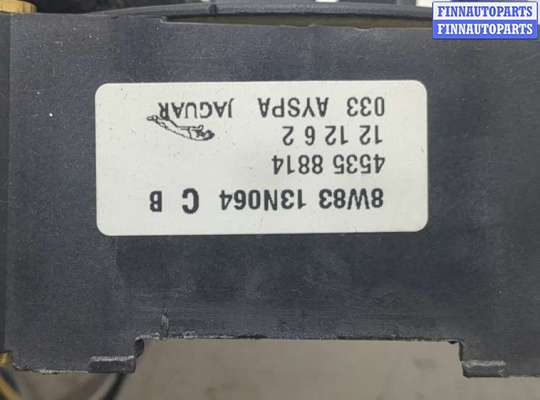 FINNAUTOPARTS
FINNAUTOPARTS
8W83 13N064 C B
4535 8814
12 12 6 2
033 AYSPA JAGUAR